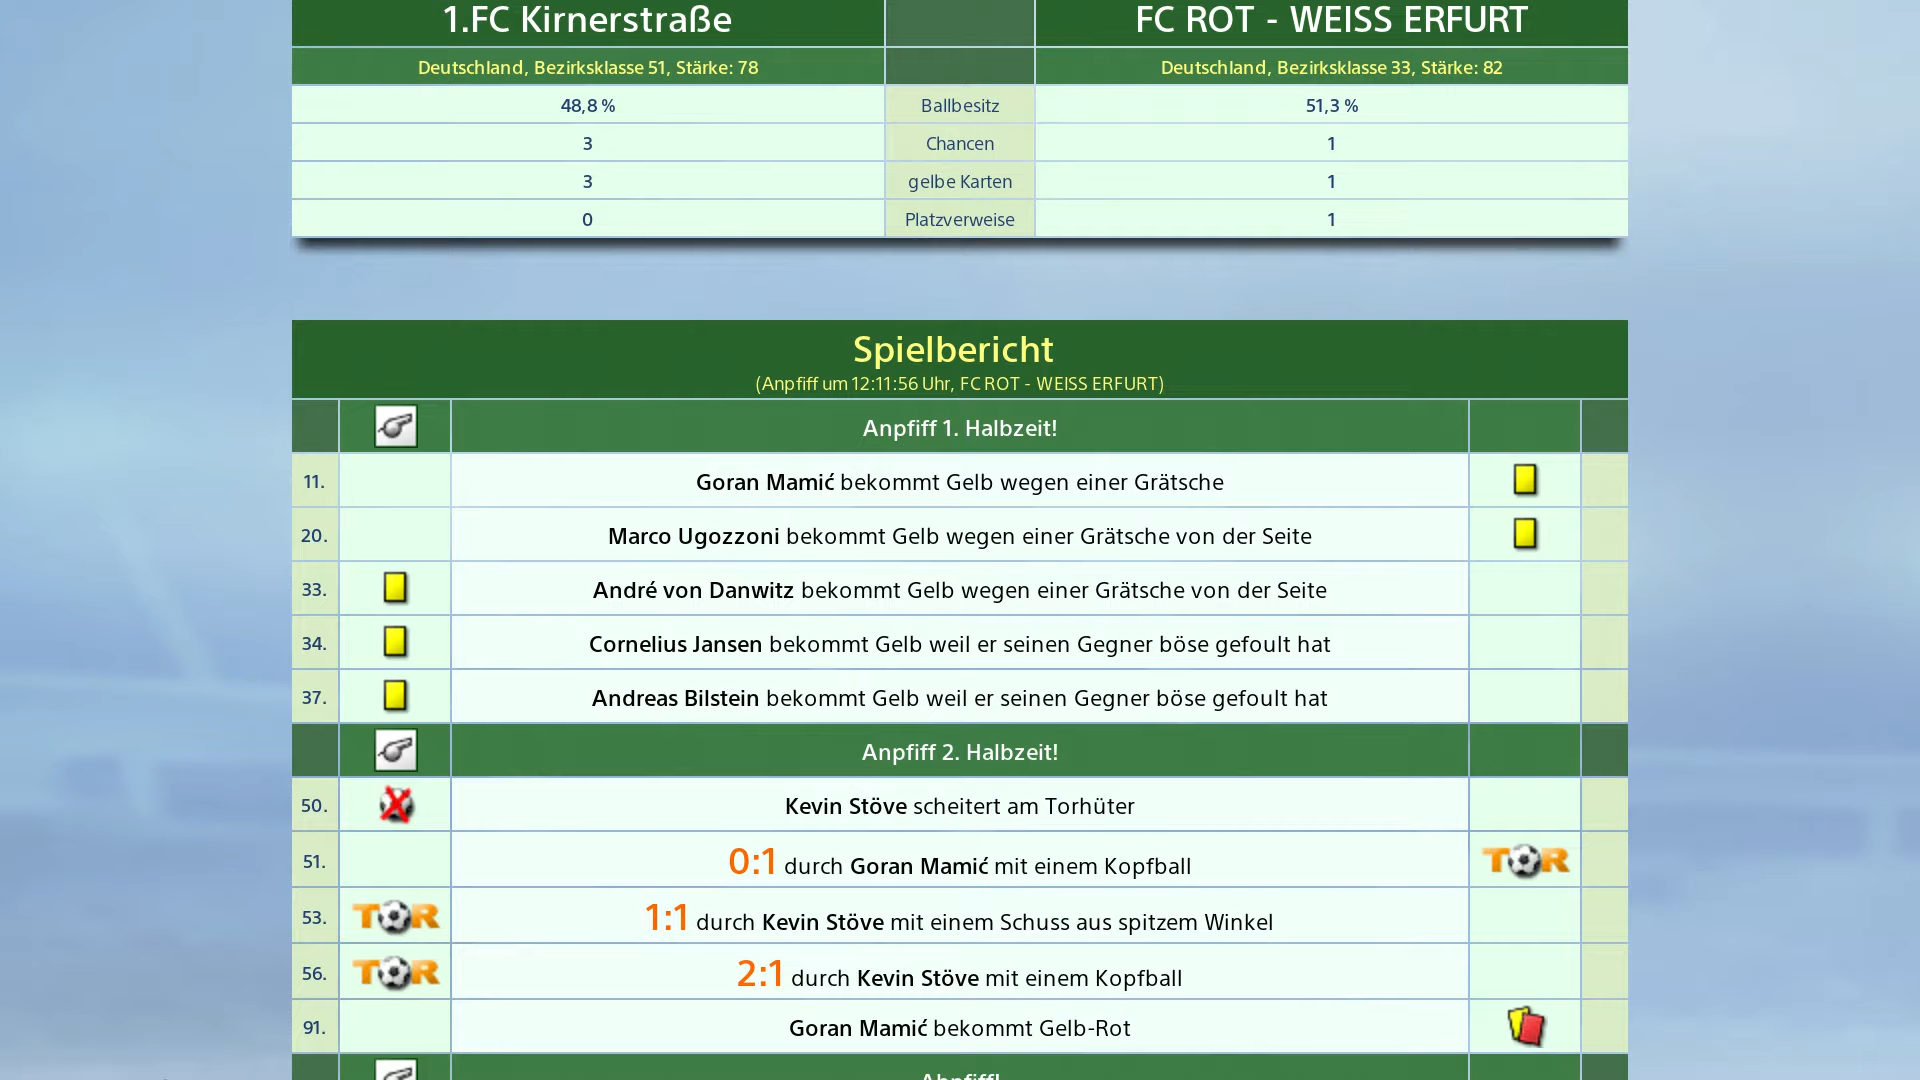 1.FC Kirnerstraße FC ROT - WEISS ERFURT
Deutschland, Bezirksklasse 51, Stärke: 78 Deutschland, Bezirksklasse 33, Stärke: 82
48,8 % Ballbesitz 51,3 %
3 Chancen 1
3 gelbe Karten 1
0 Platzverweise 1
Spielbericht
(Anpfiff um 12:11:56 Uhr, FC ROT - WEISS ERFURT)
Anpfiff 1. Halbzeit!
11. Goran Mamić bekommt Gelb wegen einer Grätsche
20. Marco Ugozzoni bekommt Gelb wegen einer Grätsche von der Seite
33. André von Danwitz bekommt Gelb wegen einer Grätsche von der Seite
34. Cornelius Jansen bekommt Gelb weil er seinen Gegner böse gefoult hat
37. Andreas Bilstein bekommt Gelb weil er seinen Gegner böse gefoult hat
Anpfiff 2. Halbzeit!
50. Kevin Stöve scheitert am Torhüter
51. 0:1 durch Goran Mamić mit einem Kopfball TOR
53. TOR 1:1 durch Kevin Stöve mit einem Schuss aus spitzem Winkel
56. TOR 2:1 durch Kevin Stöve mit einem Kopfball
91. Goran Mamić bekommt Gelb-Rot
Abpfiff!